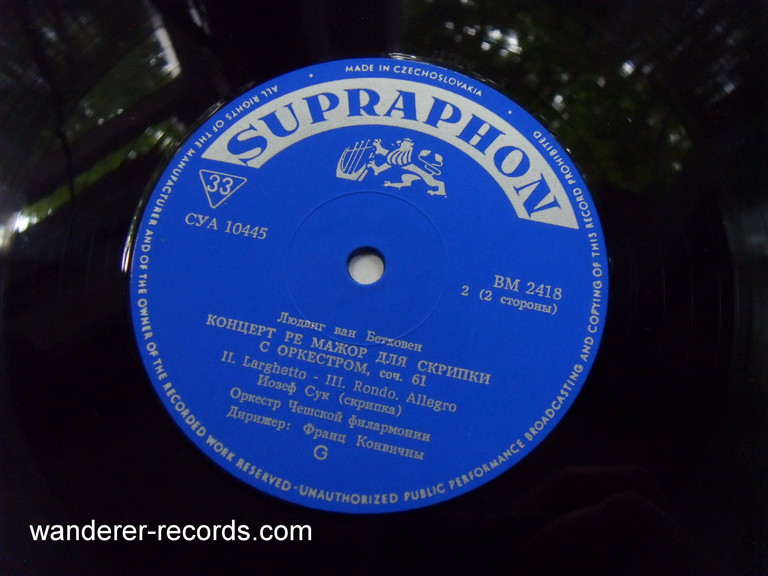 MADE IN CZECHOSLOVAKIA
ALL RIGHTS OF THE MANUFACTURER AND OF THE OWNER OF THE RECORDED WORK RESERVED - UNAUTHORIZED PUBLIC PERFORMANCE BROADCASTING AND COPYING OF THIS RECORD PROHIBITED
SUPRAPHON
33
СУА 10445
ВМ 2418
2 (2 стороны)
Людвиг ван Бетховен
КОНЦЕРТ РЕ МАЖОР ДЛЯ СКРИПКИ
С ОРКЕСТРОМ, соч. 61
II. Larghetto - III. Rondo. Allegro
Иозеф Сук (скрипка)
Оркестр Чешской филармонии
Дирижер: Франц Конвичны
G
wanderer-records.com